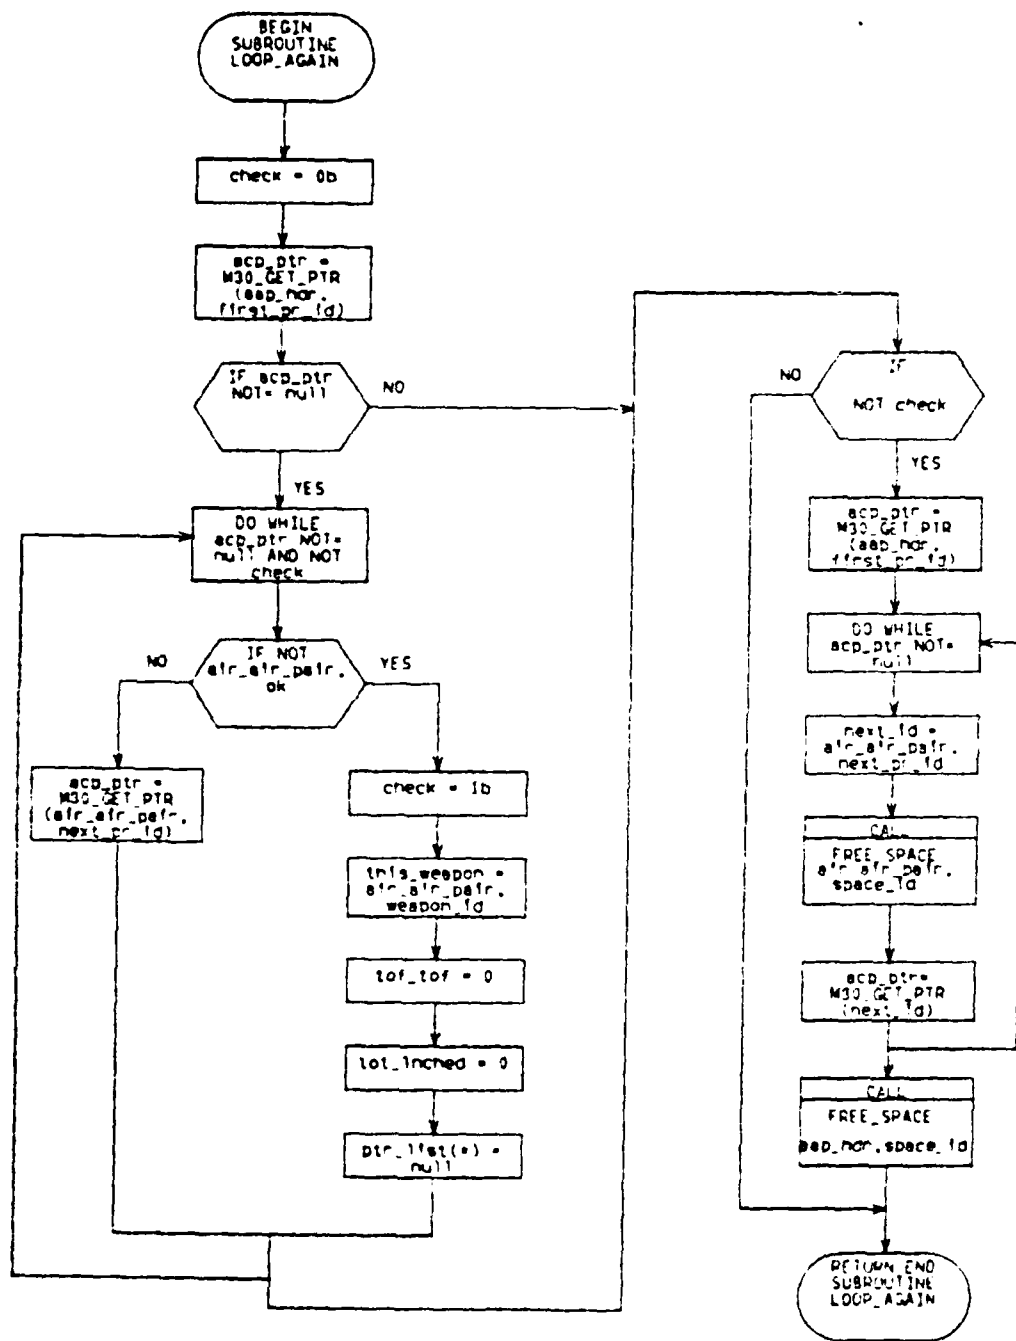 BEGIN
SUBROUTINE
LOOP_AGAIN
check = 0b
acp_ptr =
M30_GET_PTR
(aap_hdr.
first_pr_id)
IF acp_ptr
NOT= null
NO
YES
DO WHILE
acp_ptr NOT=
null AND NOT
check
IF NOT
air_air_pair.
ok
NO
YES
acp_ptr =
M30_GET_PTR
(air_air_pair.
next_pr_id)
check = 1b
this_weapon =
air_air_pair.
weapon_id
tof_tof = 0
tot_lnched = 0
ptr_list(*) =
null
IF
NOT check
NO
YES
acp_ptr =
M30_GET_PTR
(aap_hdr.
first_pr_id)
DO WHILE
acp_ptr NOT=
null
next_id =
air_air_pair.
next_pr_id
CALL
FREE_SPACE
air_air_pair.
space_id
acp_ptr=
M30_GET_PTR
(next_id)
CALL
FREE_SPACE
aap_hdr.space_id
RETURN END
SUBROUTINE
LOOP_AGAIN